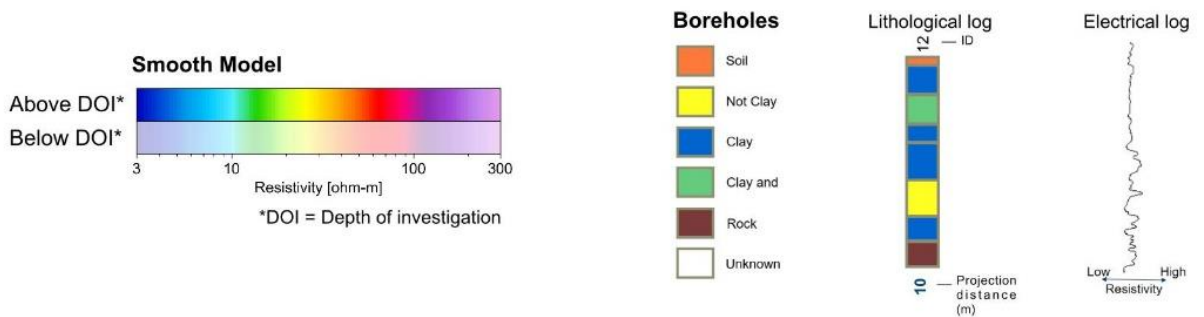 Smooth Model
Above DOI*
Below DOI*
3 10 100 300
Resistivity [ohm-m]
*DOI = Depth of investigation
Boreholes
Soil
Not Clay
Clay
Clay and
Rock
Unknown
Lithological log
12 — ID
10 — Projection
distance
(m)
Electrical log
Low High
Resistivity